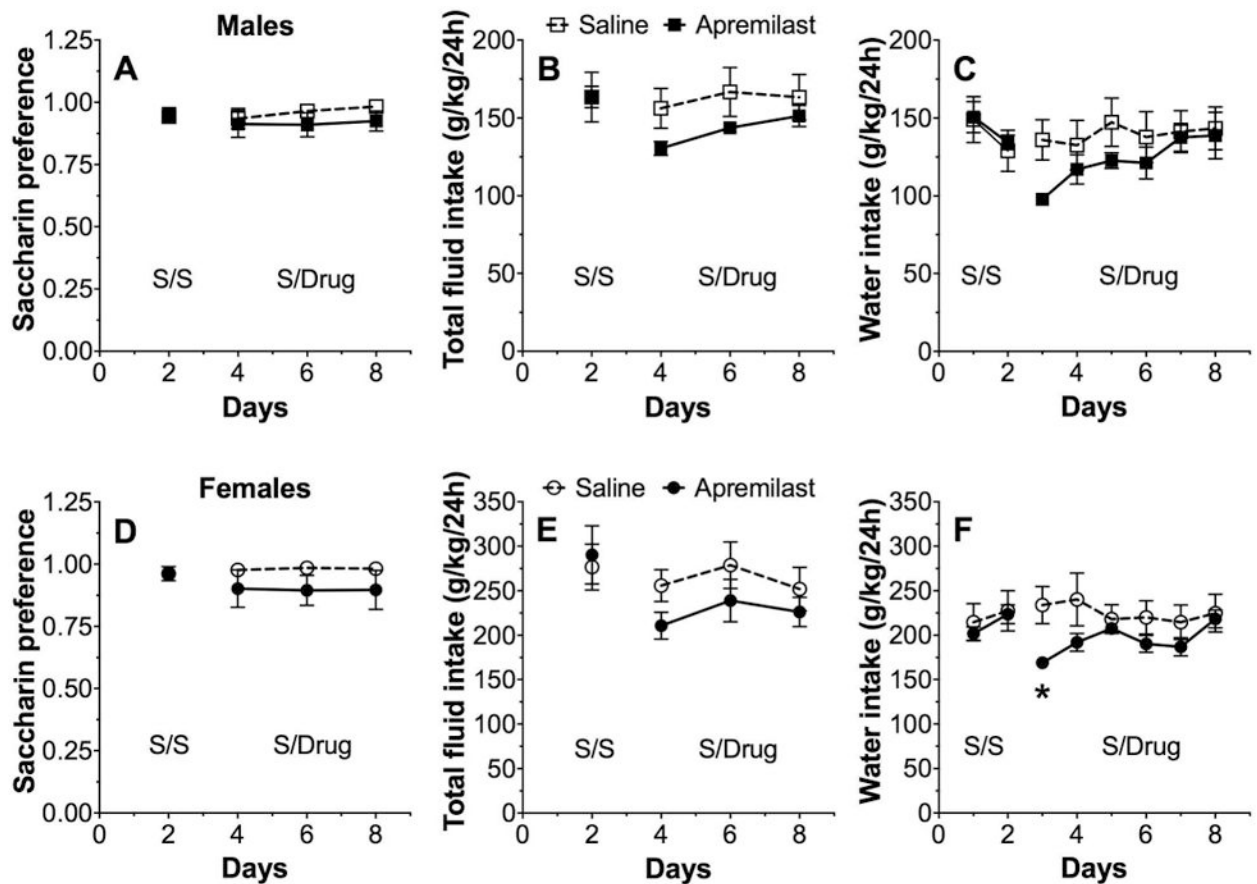 Males
A
Saccharin preference
1.25
1.00
0.75
0.50
0.25
0.00
S/S
S/Drug
0 2 4 6 8
Days
Saline Apremilast
B
Total fluid intake (g/kg/24h)
200
150
100
50
0
S/S
S/Drug
0 2 4 6 8
Days
C
Water intake (g/kg/24h)
200
150
100
50
0
S/S
S/Drug
0 2 4 6 8
Days
Females
D
Saccharin preference
1.25
1.00
0.75
0.50
0.25
0.00
S/S
S/Drug
0 2 4 6 8
Days
Saline Apremilast
E
Total fluid intake (g/kg/24h)
350
300
250
200
150
100
50
0
S/S
S/Drug
0 2 4 6 8
Days
F
Water intake (g/kg/24h)
350
300
250
200
150
100
50
0
*
S/S
S/Drug
0 2 4 6 8
Days